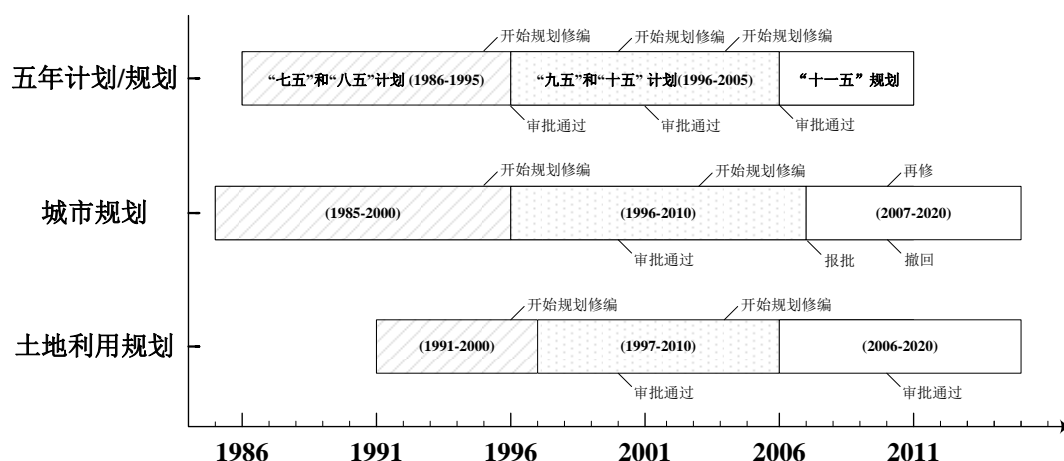 开始规划修编
开始规划修编
开始规划修编
五年计划/规划
“七五”和“八五”计划 (1986-1995)
“九五”和“十五” 计划(1996-2005)
“十一五”规划
审批通过
审批通过
审批通过
开始规划修编
开始规划修编
再修
城市规划
(1985-2000)
(1996-2010)
(2007-2020)
审批通过
报批
撤回
开始规划修编
开始规划修编
土地利用规划
(1991-2000)
(1997-2010)
(2006-2020)
审批通过
审批通过
1986
1991
1996
2001
2006
2011